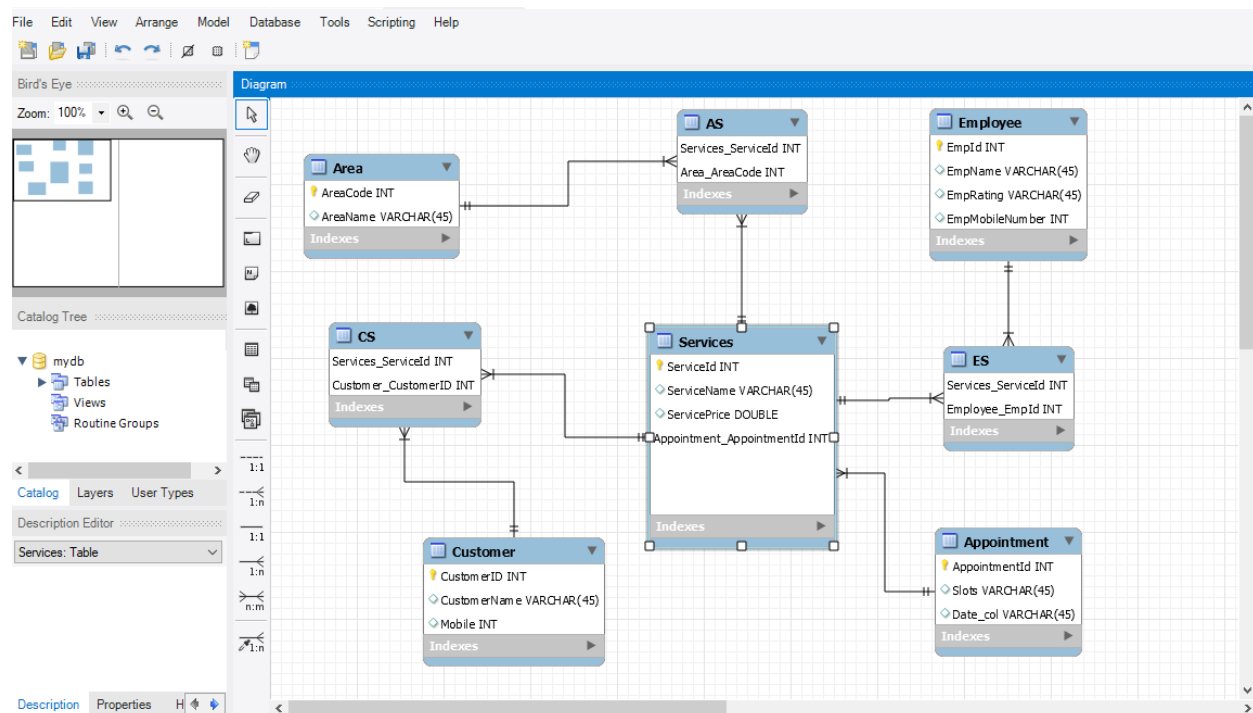 File Edit View Arrange Model Database Tools Scripting Help
Bird's Eye
Zoom: 100%
Catalog Tree
mydb
Tables
Views
Routine Groups
Catalog Layers User Types
Description Editor
Services: Table
Description Properties H
Diagram
1:1
1:n
1:1
1:n
n:m
1:n
Area
AreaCode INT
AreaName VARCHAR(45)
Indexes
AS
Services_ServiceId INT
Area_AreaCode INT
Indexes
Employee
EmpId INT
EmpName VARCHAR(45)
EmpRating VARCHAR(45)
EmpMobileNumber INT
Indexes
CS
Services_ServiceId INT
Customer_CustomerID INT
Indexes
Services
ServiceId INT
ServiceName VARCHAR(45)
ServicePrice DOUBLE
Appointment_AppointmentId INT
Indexes
ES
Services_ServiceId INT
Employee_EmpId INT
Indexes
Customer
CustomerID INT
CustomerName VARCHAR(45)
Mobile INT
Indexes
Appointment
AppointmentId INT
Slots VARCHAR(45)
Date_col VARCHAR(45)
Indexes